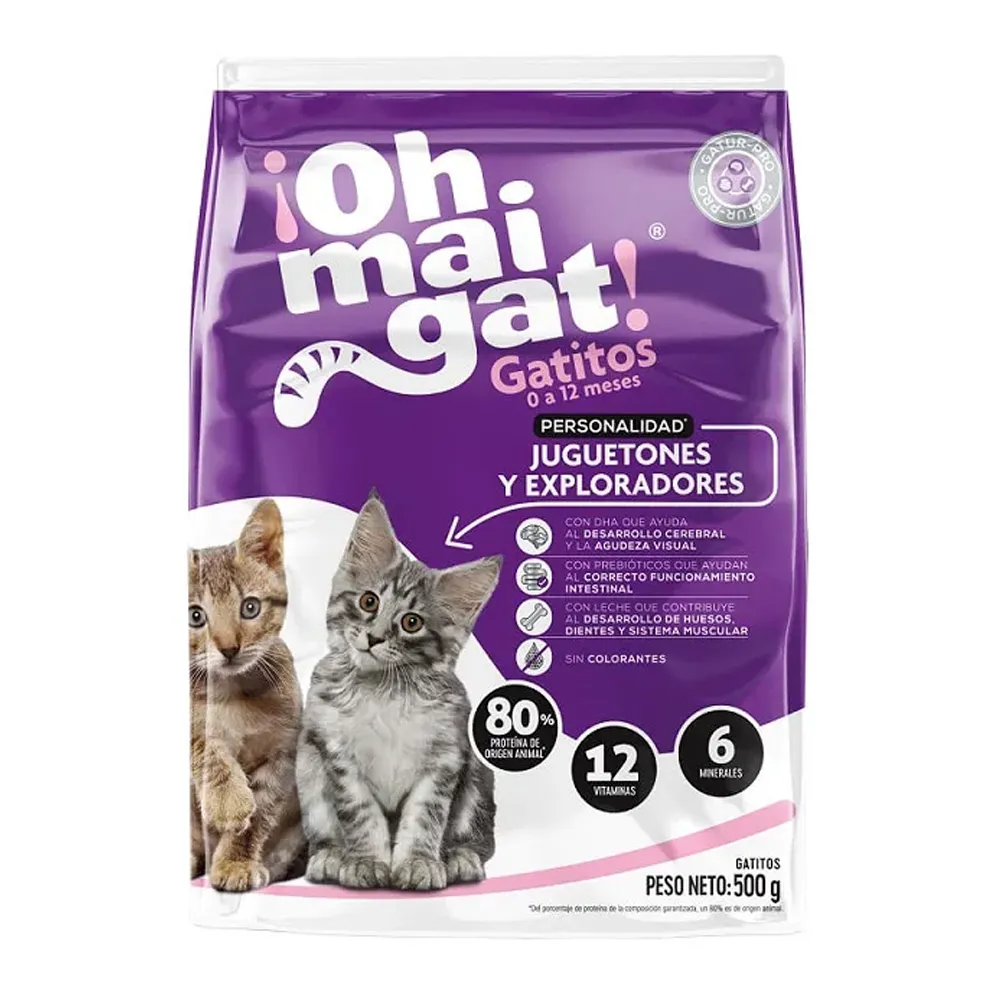 ¡Oh
mai
gat!
®
GATUR-PRO
GATUR-PRO
Gatitos
0 a 12 meses
PERSONALIDAD*
JUGUETONES
Y EXPLORADORES
CON DHA QUE AYUDA
AL DESARROLLO CEREBRAL
Y LA AGUDEZA VISUAL
CON PREBIÓTICOS QUE AYUDAN
AL CORRECTO FUNCIONAMIENTO
INTESTINAL
CON LECHE QUE CONTRIBUYE
AL DESARROLLO DE HUESOS,
DIENTES Y SISTEMA MUSCULAR
SIN COLORANTES
80%
PROTEÍNA DE
ORIGEN ANIMAL*
12
VITAMINAS
6
MINERALES
GATITOS
PESO NETO: 500 g
*Del porcentaje de proteína de la composición garantizada, un 80% es de origen animal.